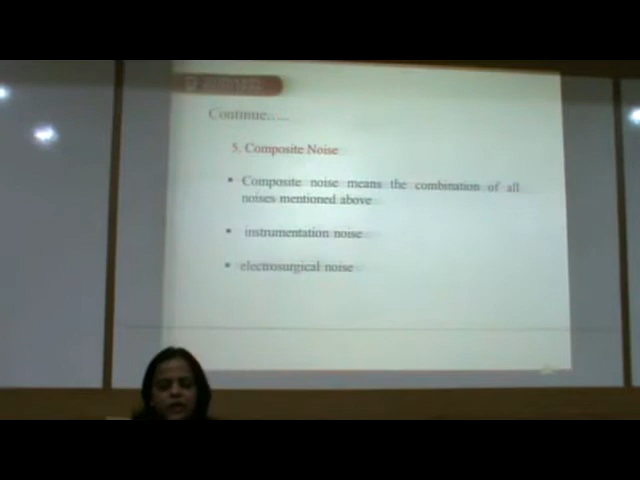 Continue.....
5. Composite Noise
Composite noise means the combination of all
noises mentioned above
instrumentation noise
electrosurgical noise